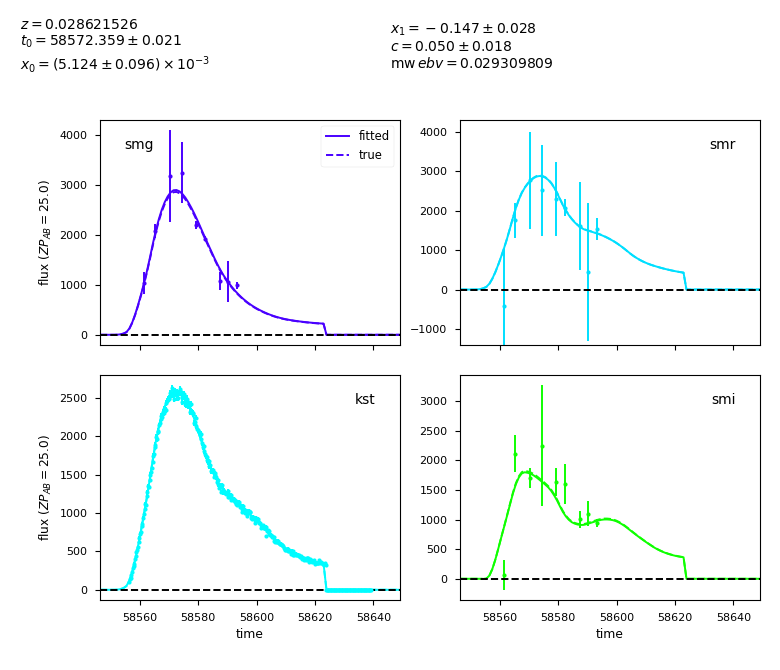 z = 0.028621526
t0 = 58572.359 ± 0.021
x0 = (5.124 ± 0.096) × 10^−3
x1 = −0.147 ± 0.028
c = 0.050 ± 0.018
mw ebv = 0.029309809
smg
fitted
true
4000
3000
2000
1000
0
flux (ZP_AB = 25.0)
smr
4000
3000
2000
1000
0
−1000
kst
2500
2000
1500
1000
500
0
flux (ZP_AB = 25.0)
58560 58580 58600 58620 58640
time
smi
3000
2500
2000
1500
1000
500
0
58560 58580 58600 58620 58640
time